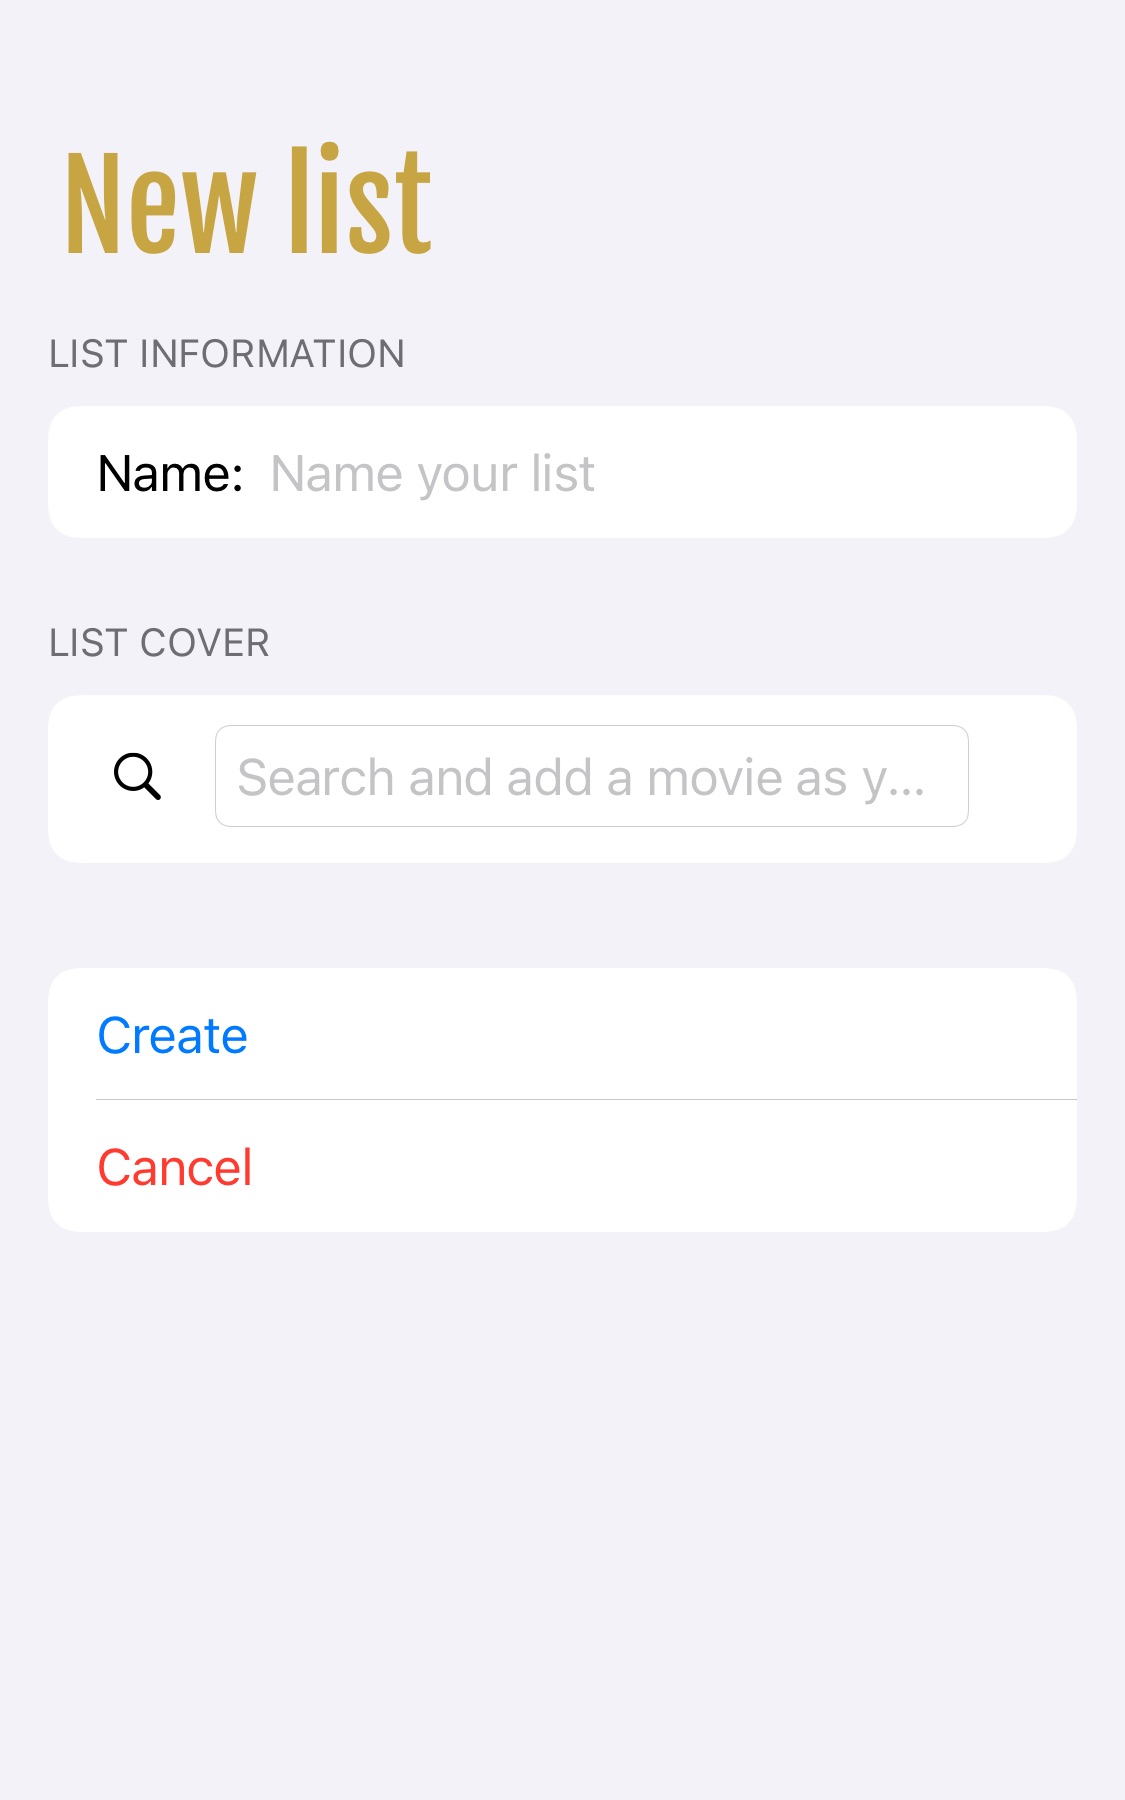 New list
LIST INFORMATION
Name: Name your list
LIST COVER
Search and add a movie as y...
Create
Cancel